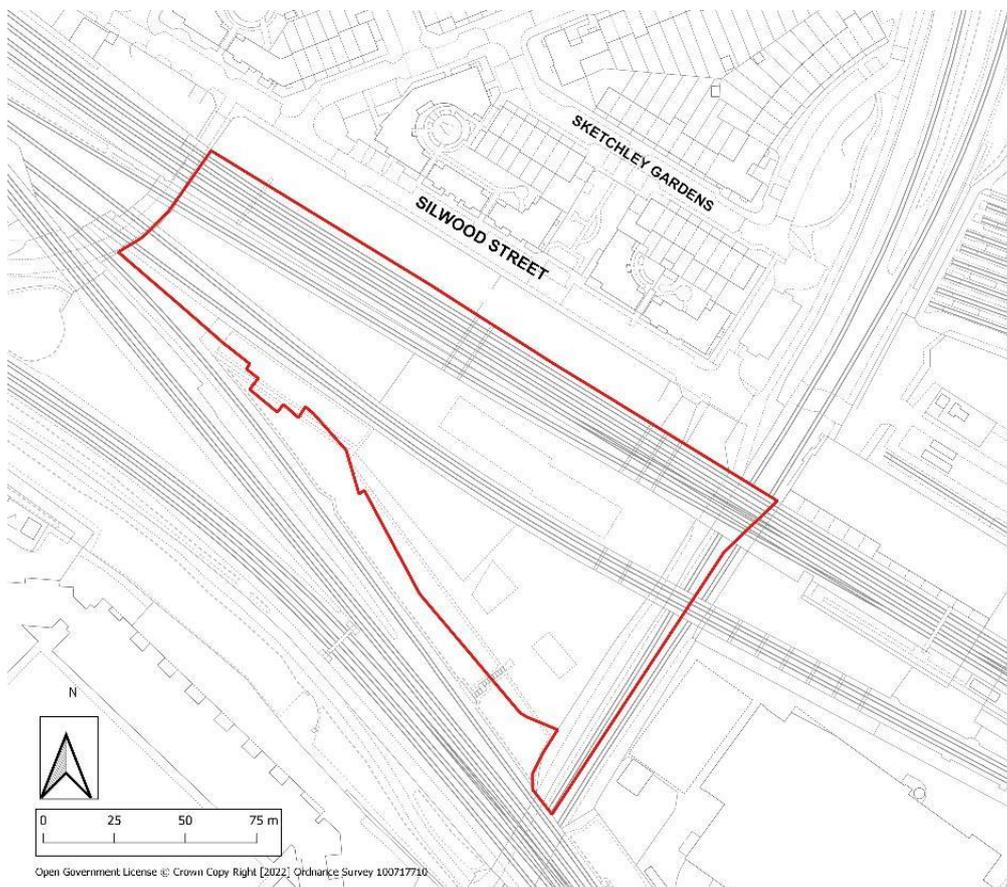 SKETCHLEY GARDENS
SILWOOD STREET
N
0 25 50 75 m
Open Government License © Crown Copy Right [2022] Ordnance Survey 100717710